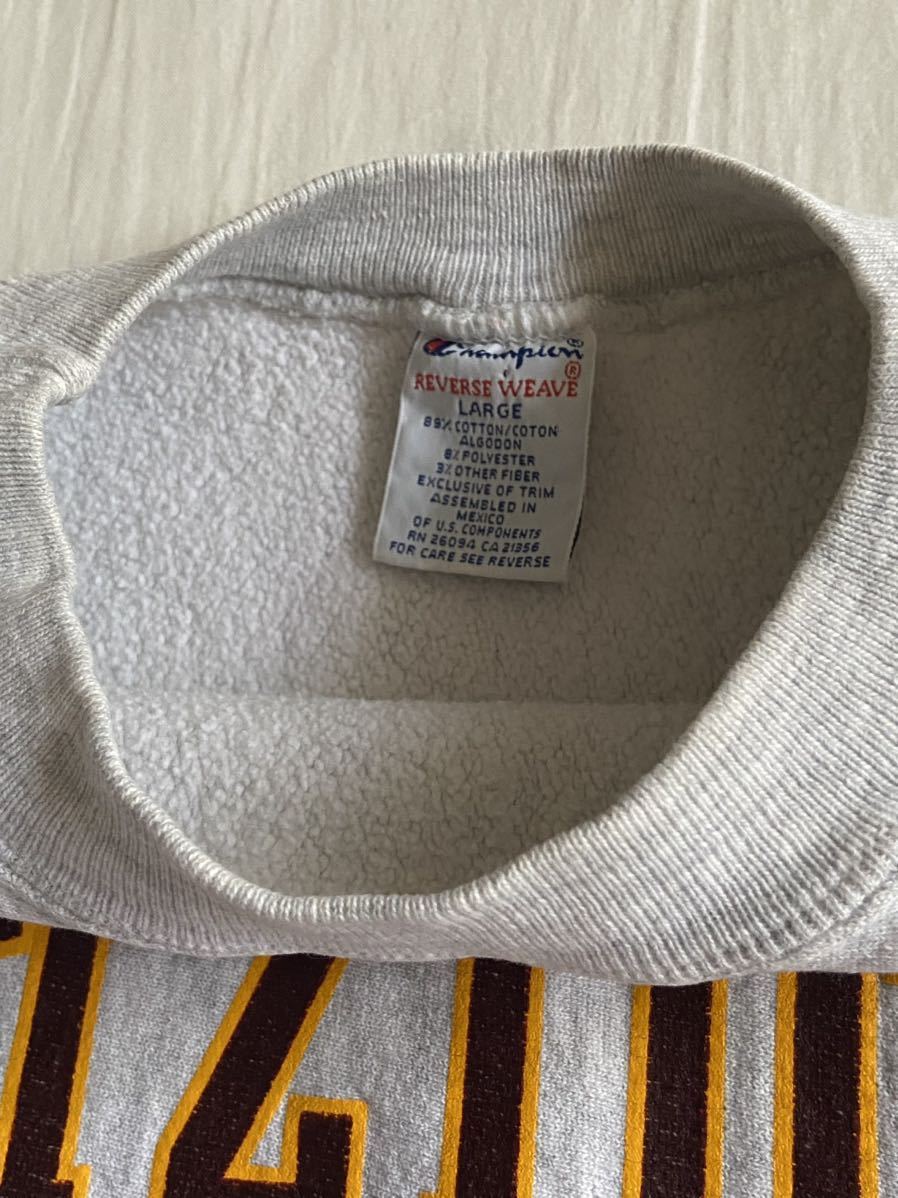 Champion®
REVERSE WEAVE®
LARGE
89% COTTON/COTON
ALGODON
8% POLYESTER
3% OTHER FIBER
EXCLUSIVE OF TRIM
ASSEMBLED IN
MEXICO
OF U.S. COMPONENTS
RN 26094 CA 21356
FOR CARE SEE REVERSE